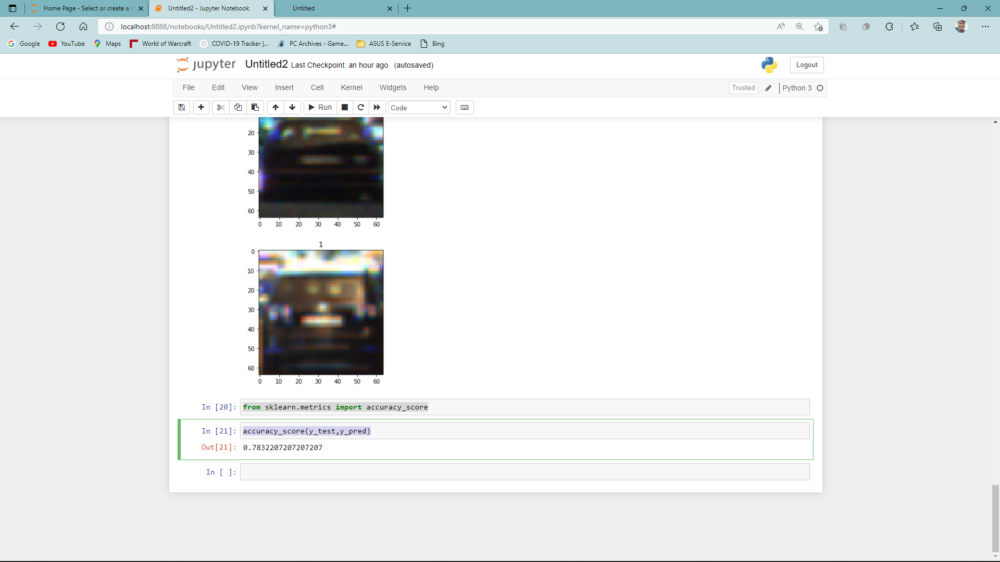 Home Page - Select or create a n
Untitled2 - Jupyter Notebook
Untitled
localhost:8888/notebooks/Untitled2.ipynb?kernel_name=python3#
Google
YouTube
Maps
World of Warcraft
COVID-19 Tracker |...
PC Archives - Game...
ASUS E-Service
Bing
jupyter Untitled2 Last Checkpoint: an hour ago (autosaved)
Logout
File Edit View Insert Cell Kernel Widgets Help
Trusted
Python 3
Run
Code
20
30
40
50
60
0 10 20 30 40 50 60
1
0
10
20
30
40
50
60
0 10 20 30 40 50 60
In [20]: from sklearn.metrics import accuracy_score
In [21]: accuracy_score(y_test,y_pred)
Out[21]: 0.7832207207207207
In [ ]: